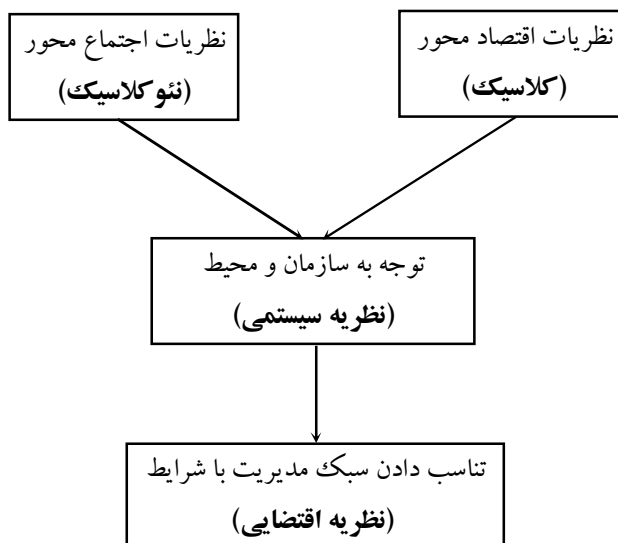 نظریات اقتصاد محور
(کلاسیک)
نظریات اجتماع محور
(نئوکلاسیک)
توجه به سازمان و محیط
(نظریه سیستمی)
تناسب دادن سبک مدیریت با شرایط
(نظریه اقتضایی)